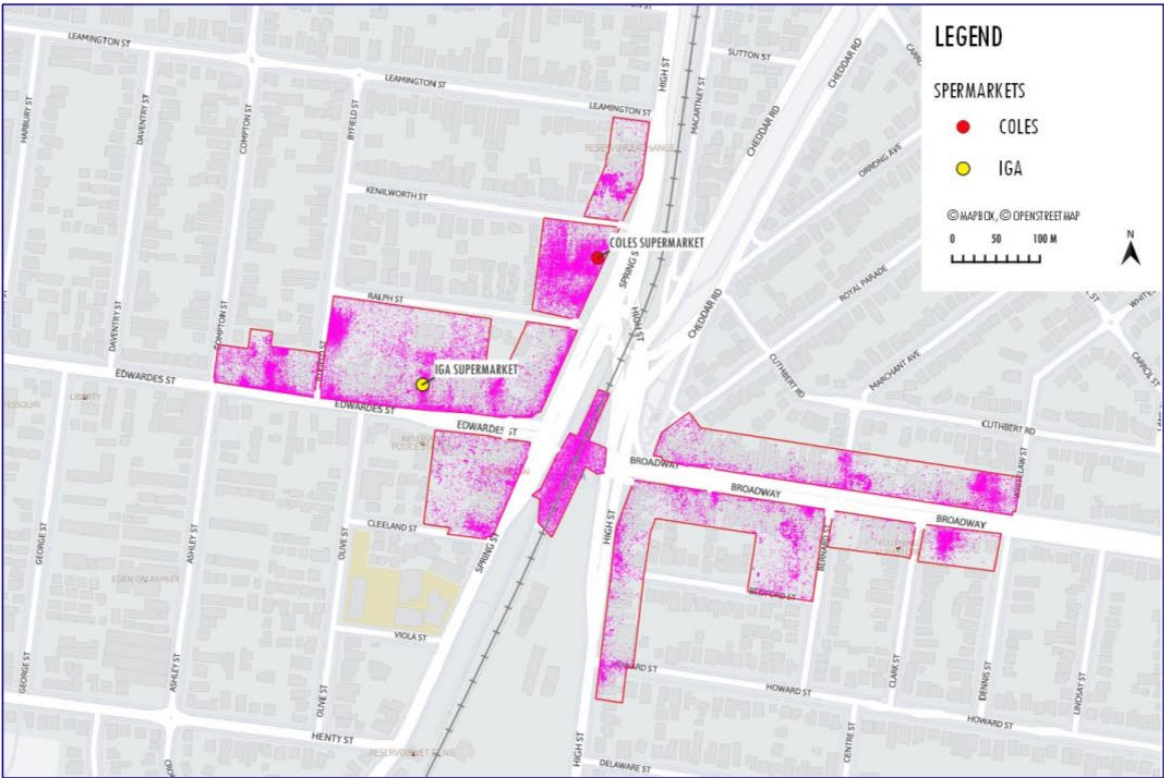 LEGEND
SPERMARKETS
COLES
IGA
© MAPBOX, © OPENSTREETMAP
0 50 100 M
N
LEAMINGTON ST
LEAMINGTON ST
LEAMINGTON ST
HIGH ST
SUTTON ST
CHEDDAR RD
CHEDDAR RD
MACARTNEY ST
HARBURY ST
DAVENTRY ST
COMPTON ST
BYFIELD ST
ORRONG AVE
KENILWORTH ST
COLES SUPERMARKET
ROYAL PARADE
RALPH ST
HIGH ST
CHEDDAR RD
DAVENTRY ST
IGA SUPERMARKET
CUTHBERT RD
MARCHANT AVE
CARROL ST
EDWARDES ST
LIBERTY
EDWARDES ST
EDWARDES ST
CUTHBERT RD
BROADWAY
BROADWAY
BROADWAY
CLEELAND ST
GEORGE ST
ASHLEY ST
OLIVE ST
SPRING ST
HIGH ST
EDEN ON ASHLEY
VIOLA ST
GEORGE ST
ASHLEY ST
OLIVE ST
HOWARD ST
CLARK ST
DENNIS ST
LINDSAY ST
HOWARD ST
HENTY ST
CENTRE ST
HIGH ST
DELAWARE ST